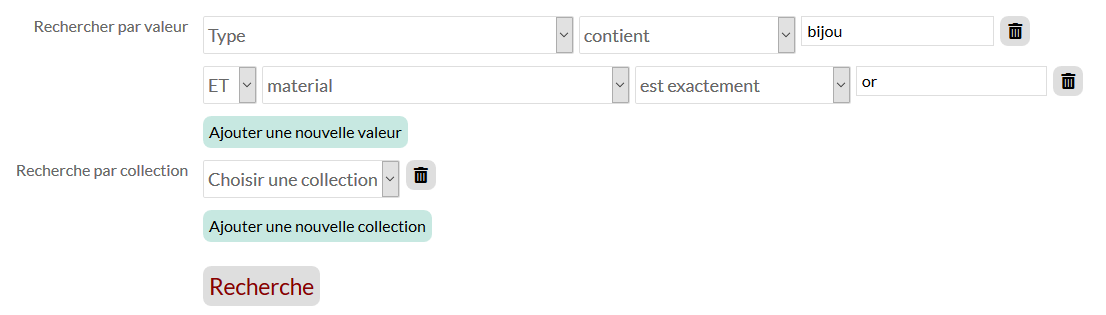 Rechercher par valeur Type contient bijou
ET material est exactement or
Ajouter une nouvelle valeur
Recherche par collection Choisir une collection
Ajouter une nouvelle collection
Recherche